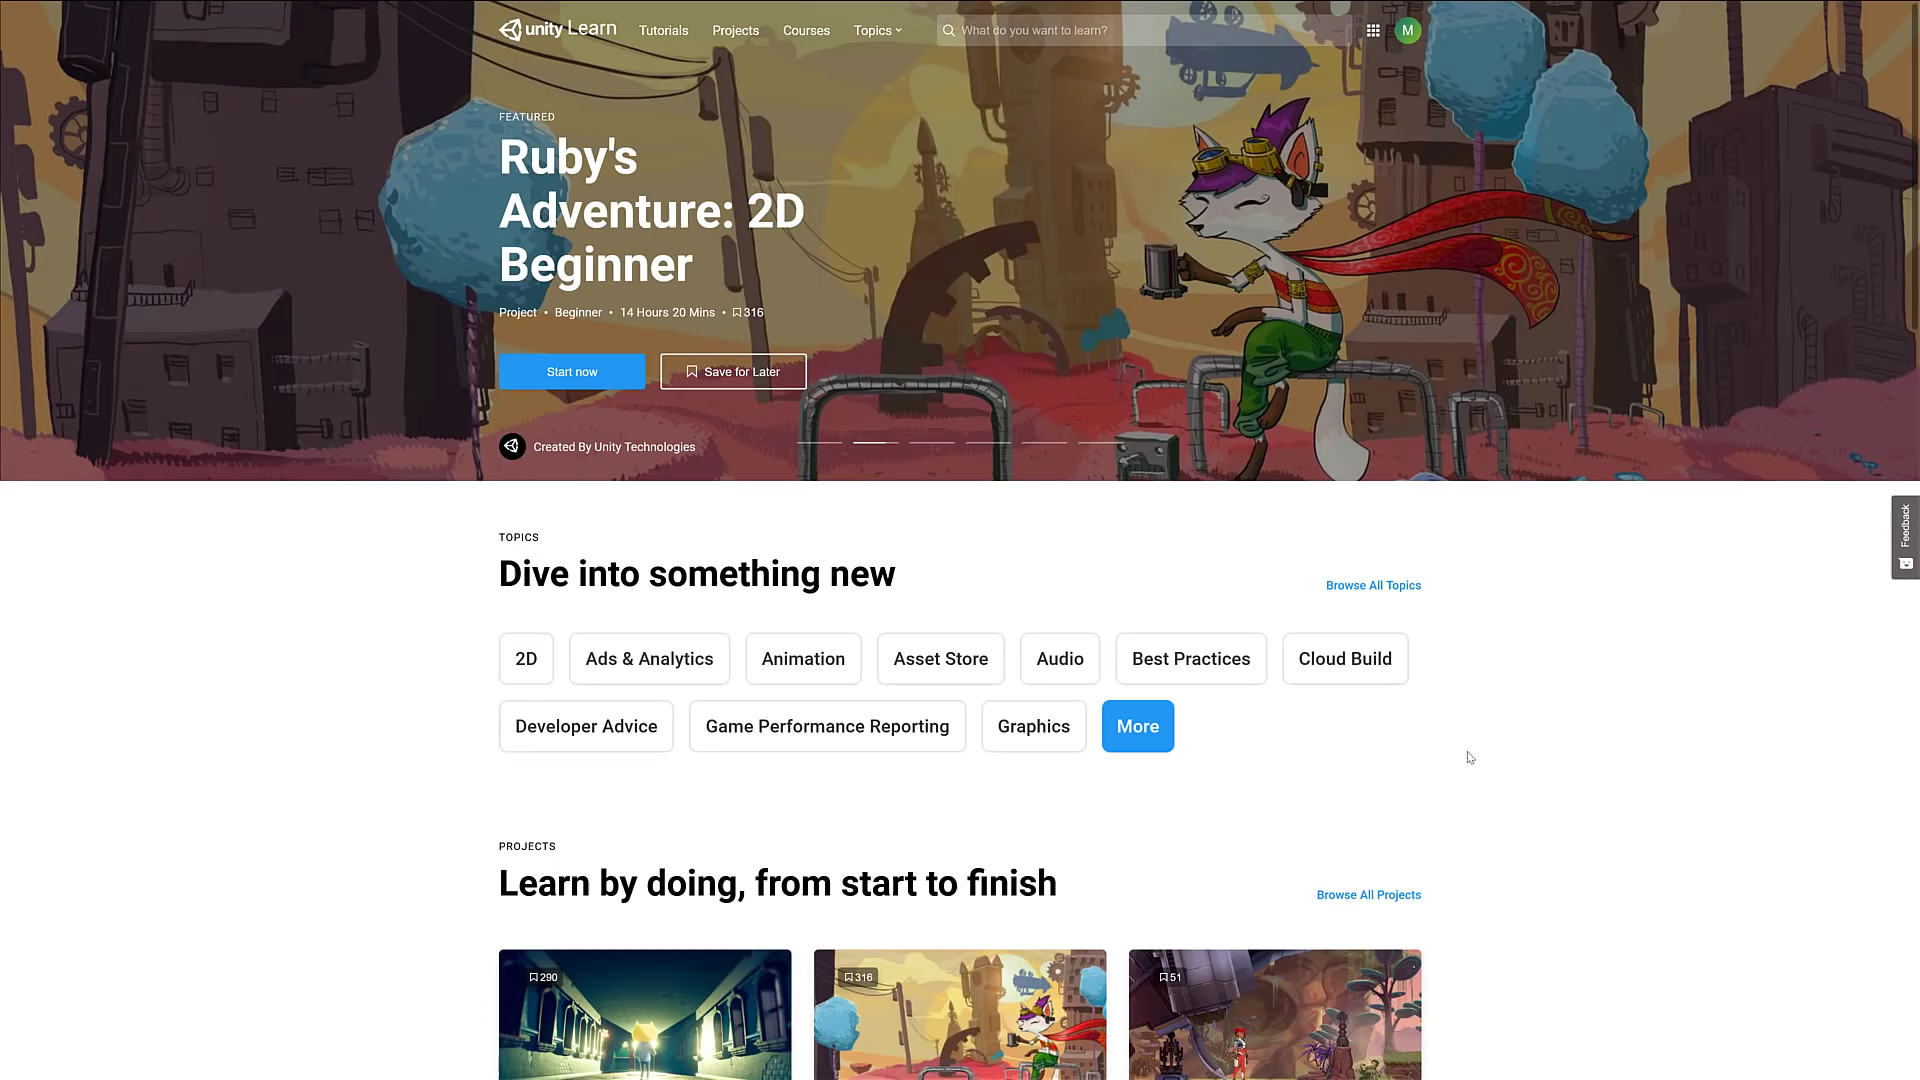 unity Learn
Tutorials
Projects
Courses
Topics
What do you want to learn?
M
FEATURED
Ruby's
Adventure: 2D
Beginner
Project • Beginner • 14 Hours 20 Mins • 316
Start now
Save for Later
Created By Unity Technologies
Feedback
TOPICS
Dive into something new
Browse All Topics
2D
Ads & Analytics
Animation
Asset Store
Audio
Best Practices
Cloud Build
Developer Advice
Game Performance Reporting
Graphics
More
PROJECTS
Learn by doing, from start to finish
Browse All Projects
290
316
51